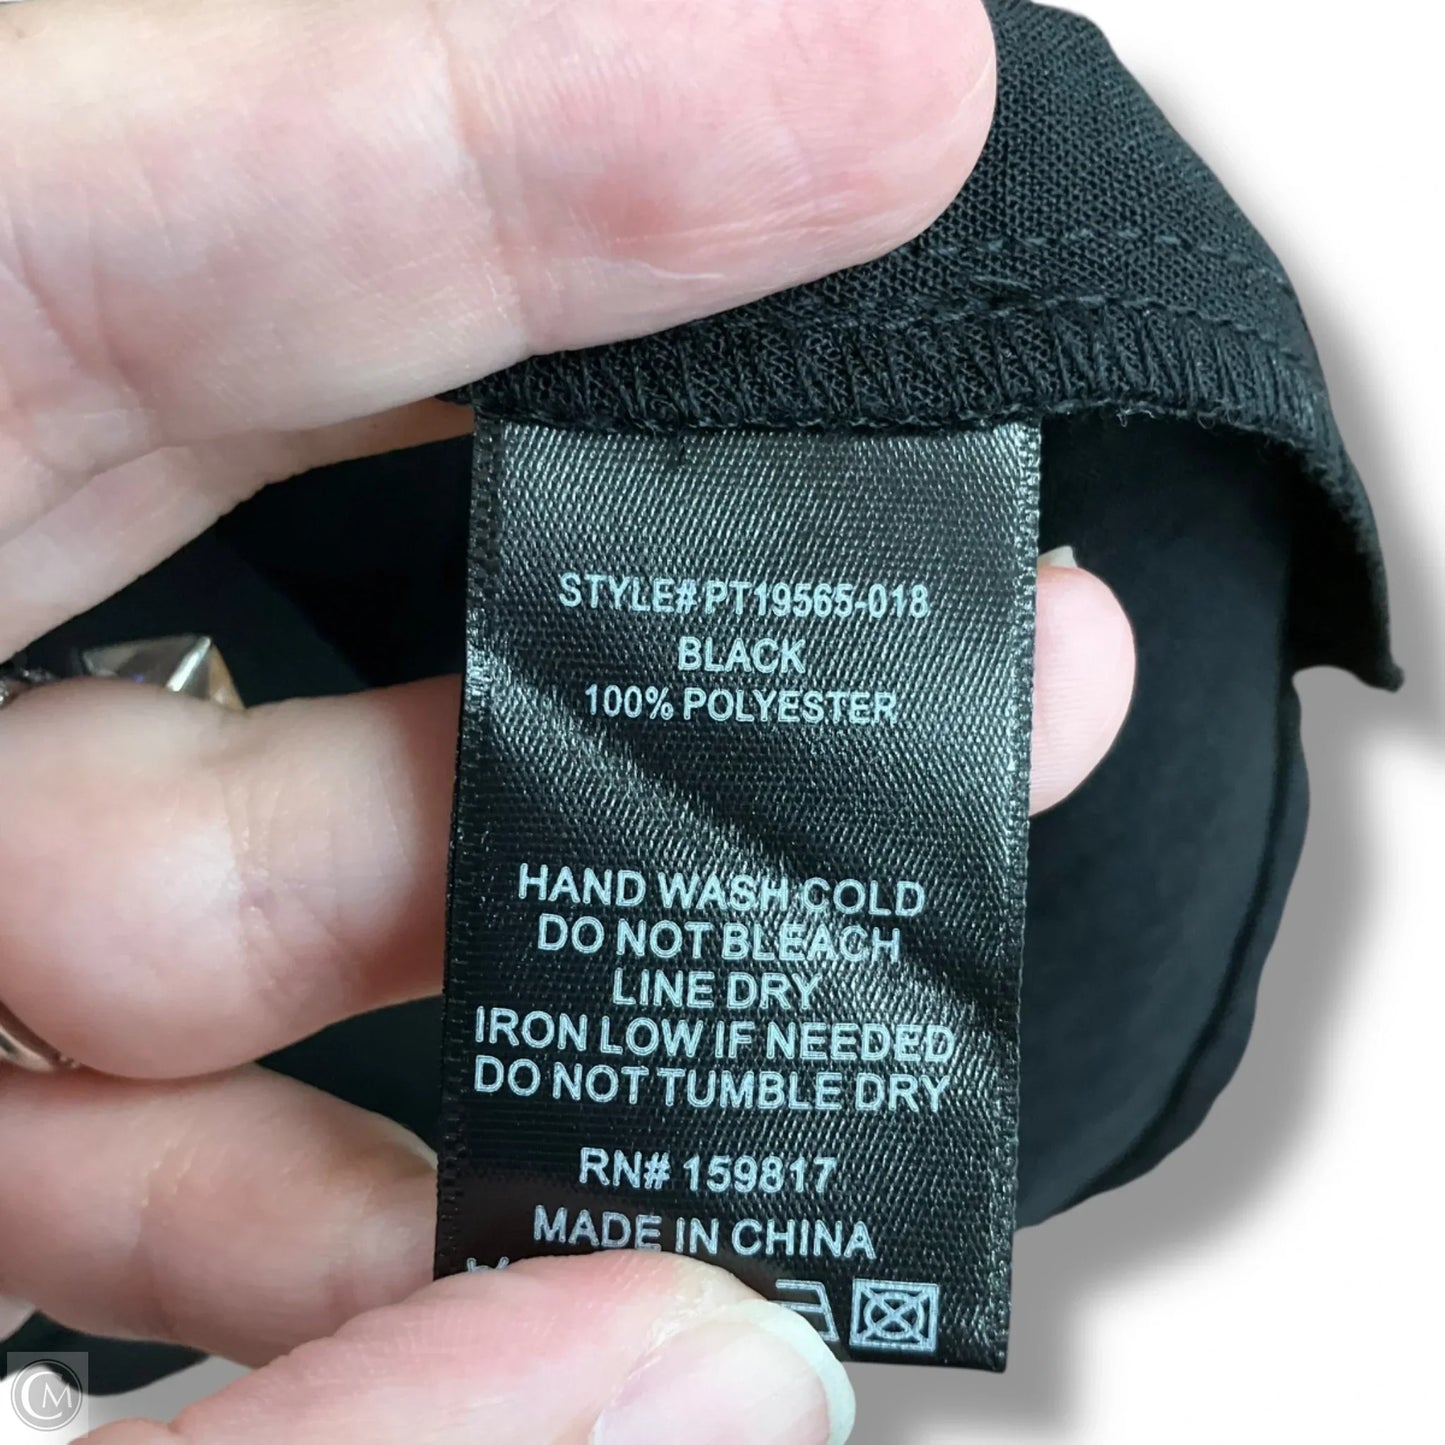 STYLE# PT19565-018
BLACK
100% POLYESTER
HAND WASH COLD
DO NOT BLEACH
LINE DRY
IRON LOW IF NEEDED
DO NOT TUMBLE DRY
RN# 159817
MADE IN CHINA
CM